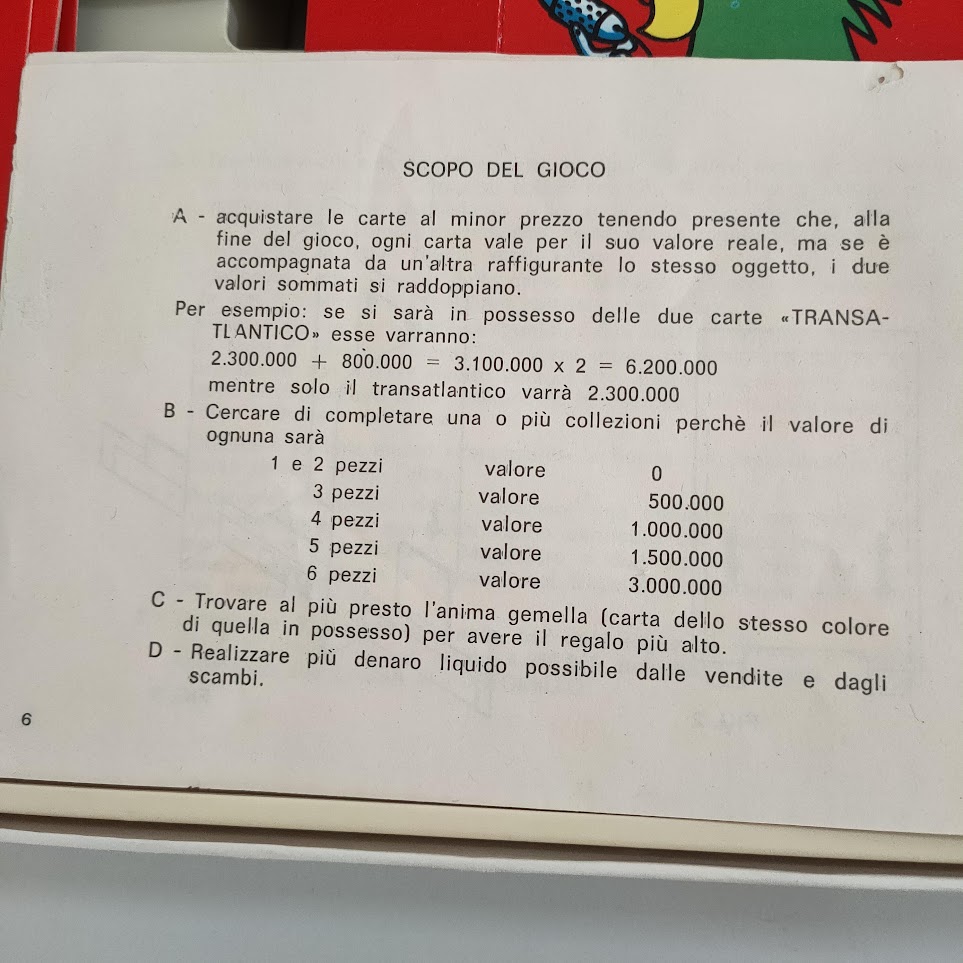 SCOPO DEL GIOCO
A - acquistare le carte al minor prezzo tenendo presente che, alla
fine del gioco, ogni carta vale per il suo valore reale, ma se è
accompagnata da un'altra raffigurante lo stesso oggetto, i due
valori sommati si raddoppiano.
Per esempio: se si sarà in possesso delle due carte «TRANSA-
TLANTICO» esse varranno:
2.300.000 + 800.000 = 3.100.000 x 2 = 6.200.000
mentre solo il transatlantico varrà 2.300.000
B - Cercare di completare una o più collezioni perchè il valore di
ognuna sarà
1 e 2 pezzi valore 0
3 pezzi valore 500.000
4 pezzi valore 1.000.000
5 pezzi valore 1.500.000
6 pezzi valore 3.000.000
C - Trovare al più presto l'anima gemella (carta dello stesso colore
di quella in possesso) per avere il regalo più alto.
D - Realizzare più denaro liquido possibile dalle vendite e dagli
scambi.
6